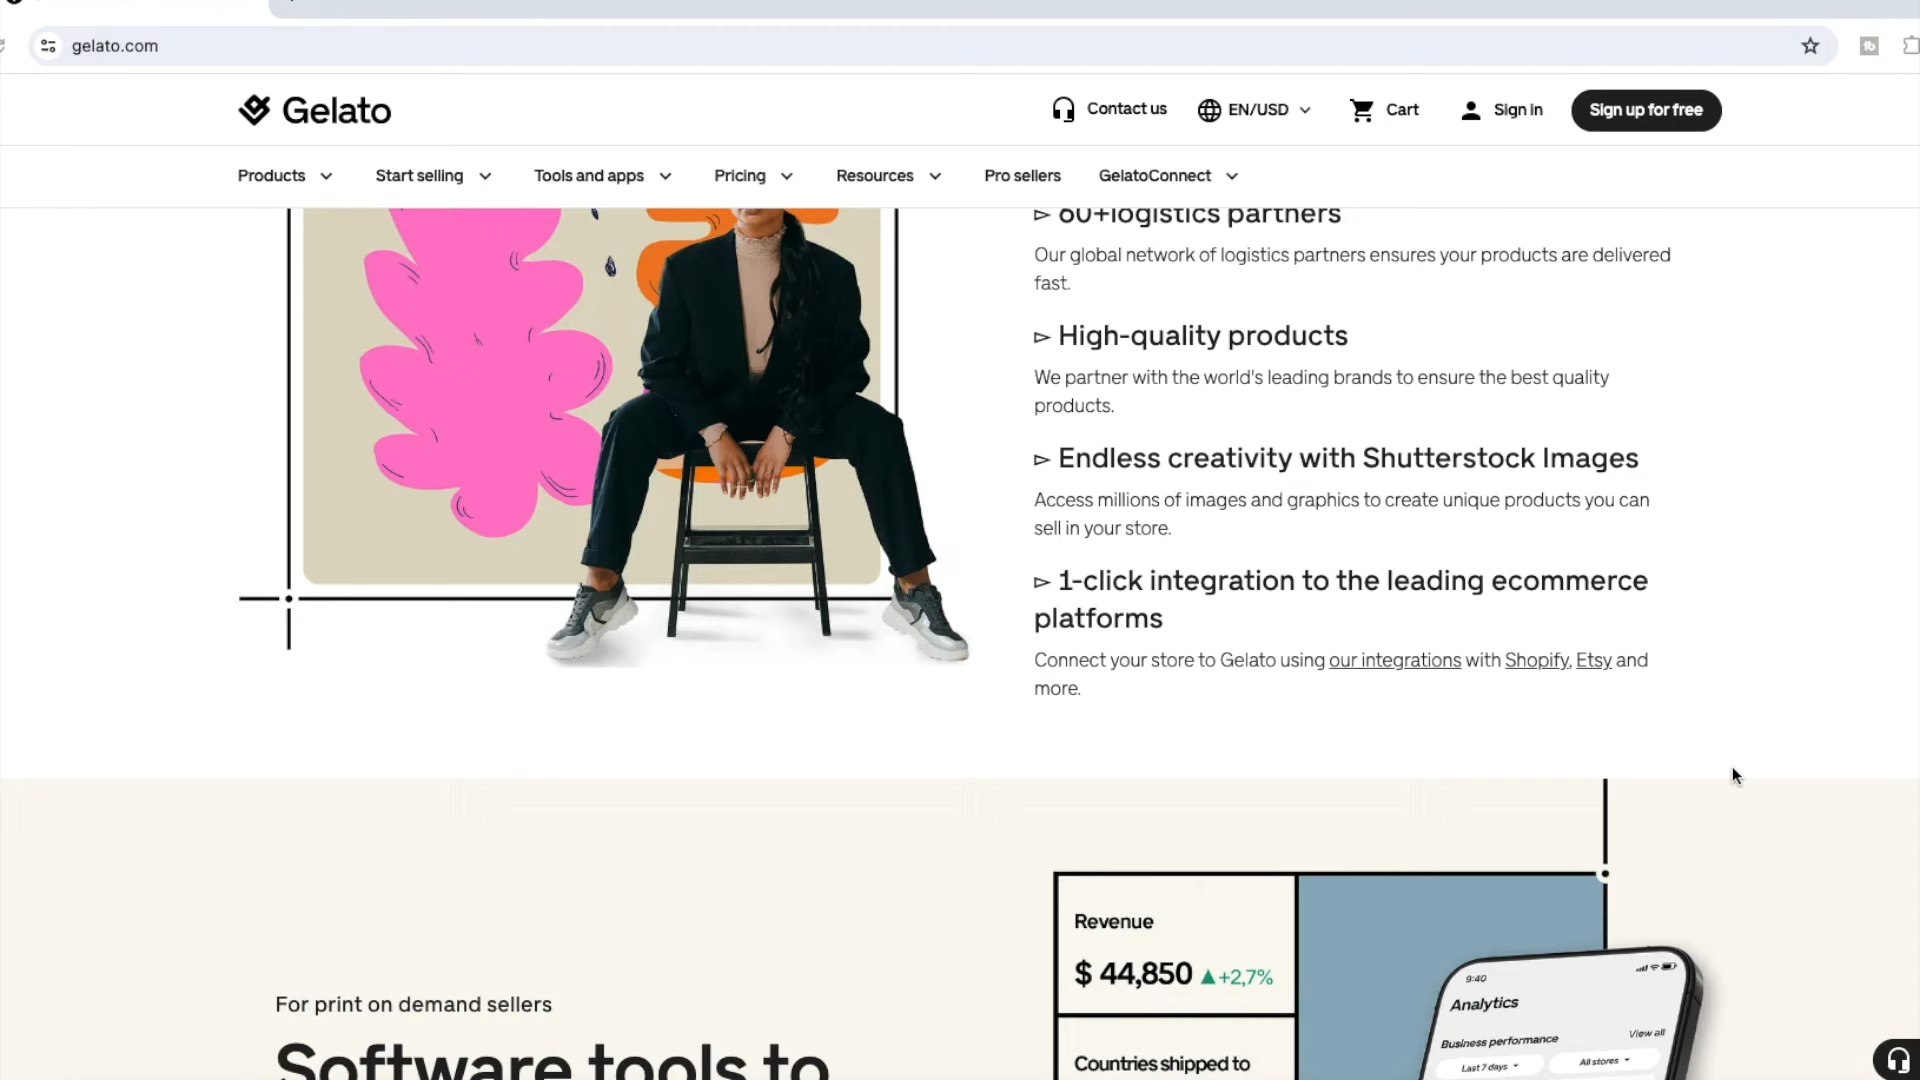 gelato.com
Gelato
Contact us
EN/USD
Cart
Sign in
Sign up for free
Products
Start selling
Tools and apps
Pricing
Resources
Pro sellers
GelatoConnect
▻ 60+logistics partners
Our global network of logistics partners ensures your products are delivered
fast.
▻ High-quality products
We partner with the world's leading brands to ensure the best quality
products.
▻ Endless creativity with Shutterstock Images
Access millions of images and graphics to create unique products you can
sell in your store.
▻ 1-click integration to the leading ecommerce
platforms
Connect your store to Gelato using our integrations with Shopify, Etsy and
more.
For print on demand sellers
Software tools to
Revenue
$ 44,850 ▲+2,7%
Countries shipped to
9:40
Analytics
Business performance
View all
Last 7 days
All stores